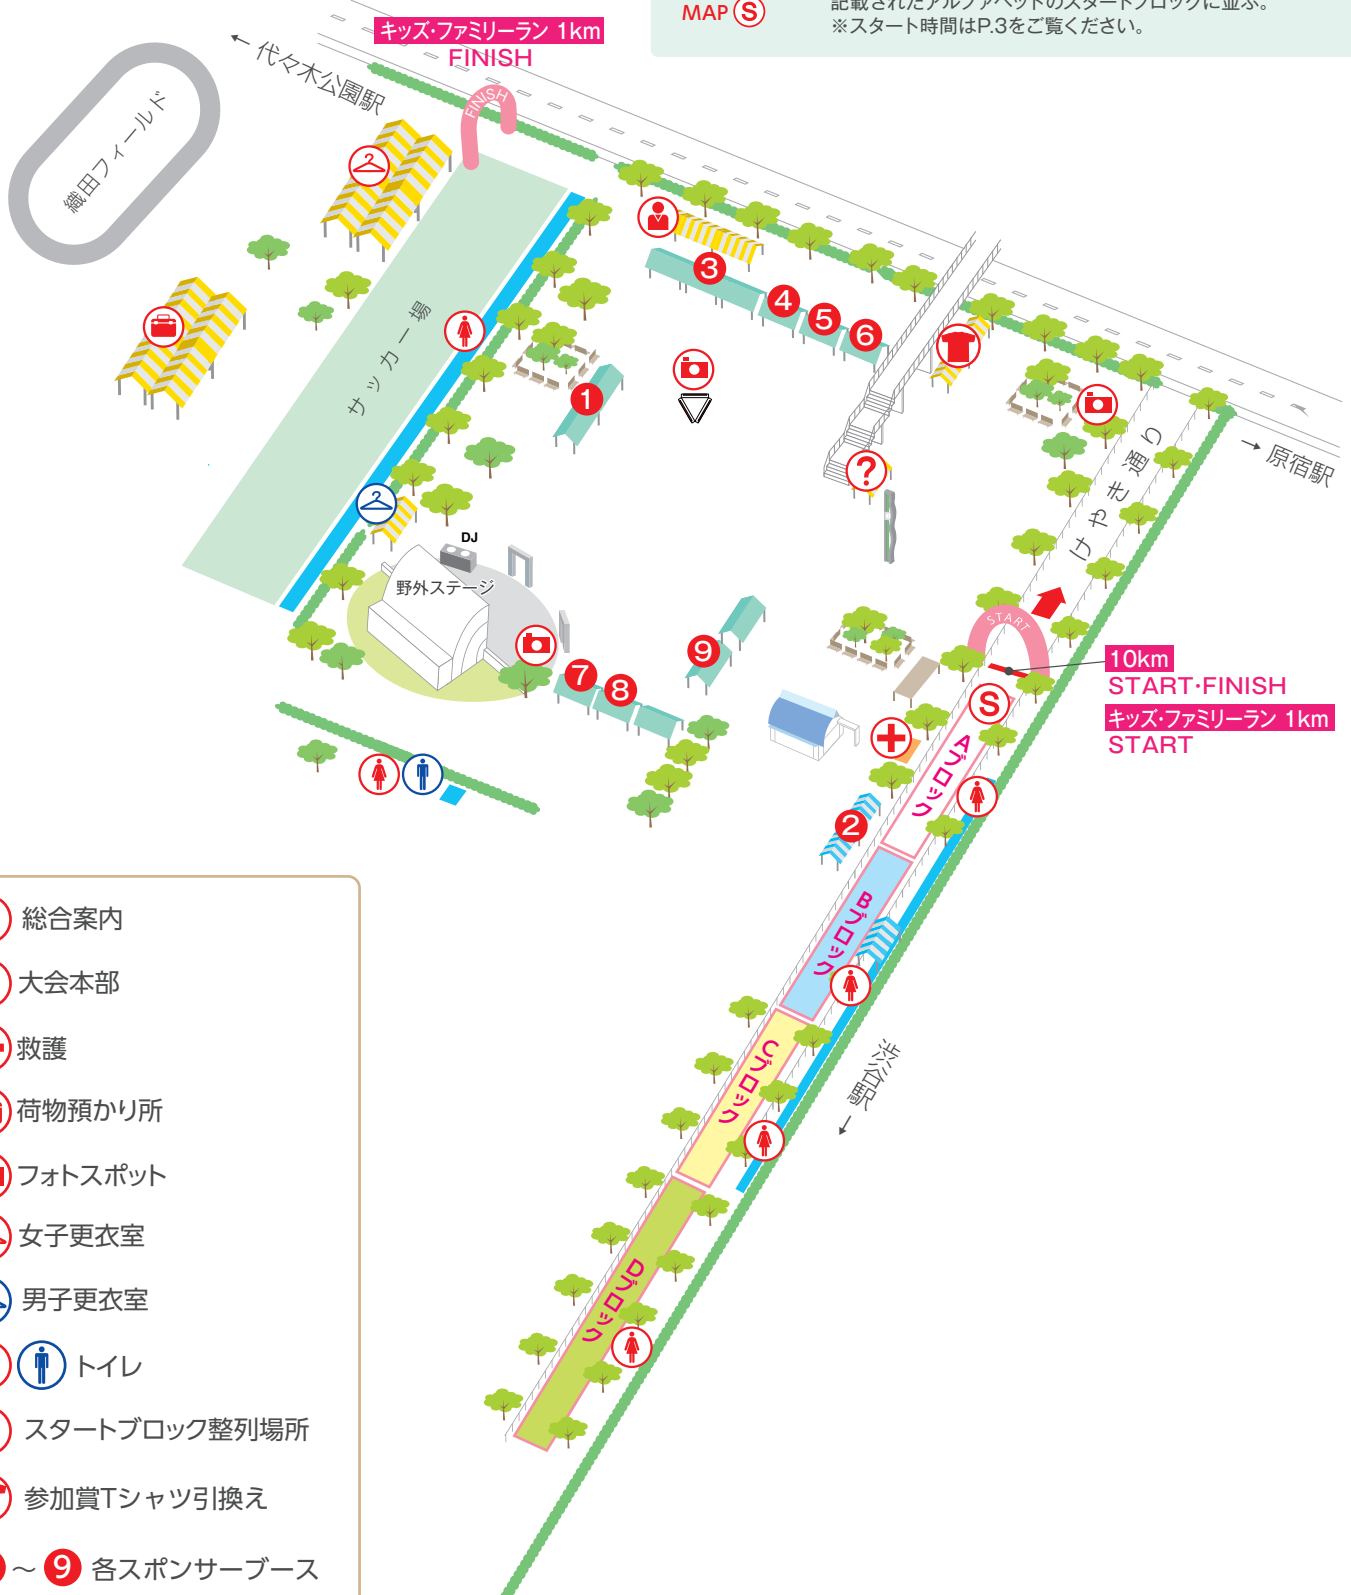 記載されたアルファベットのスタートブロックに並ぶ。
MAP Ⓢ
※スタート時間はP.3をご覧ください。
キッズ・ファミリーラン 1km
FINISH
← 代々木公園駅
FINISH
織田フィールド
サッカー場
3
4
5
6
1
?
けやき通り
→ 原宿駅
DJ
野外ステージ
START
10km
START・FINISH
キッズ・ファミリーラン 1km
START
S
9
7
8
2
Aブロック
Bブロック
Cブロック
Dブロック
渋谷駅 →
総合案内
大会本部
救護
荷物預かり所
フォトスポット
女子更衣室
男子更衣室
トイレ
スタートブロック整列場所
参加賞Tシャツ引換え
～ 9 各スポンサーブース